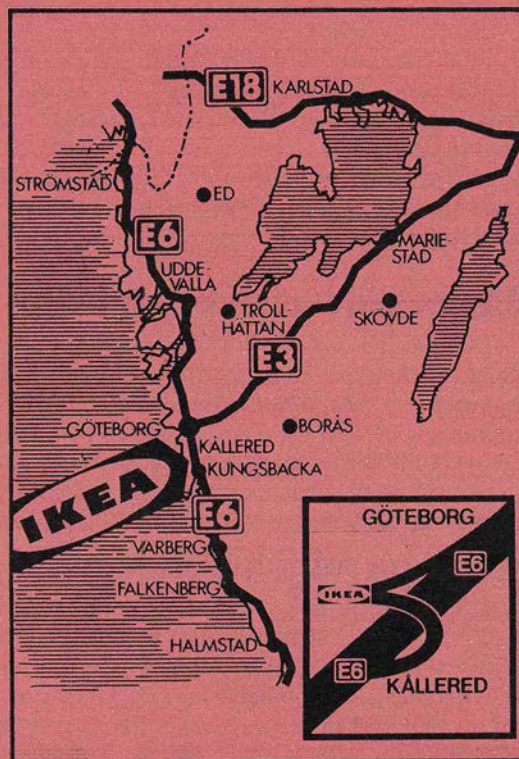 E18
KARLSTAD
STRÖMSTAD
ED
E6
MARIE-
STAD
UDDE-
VALLA
TROLL-
HÄTTAN
SKÖVDE
E3
GÖTEBORG
BORÅS
KÅLLERED
KUNGSBACKA
IKEA
E6
VARBERG
FALKENBERG
HALMSTAD
GÖTEBORG
E6
IKEA
E6
KÅLLERED